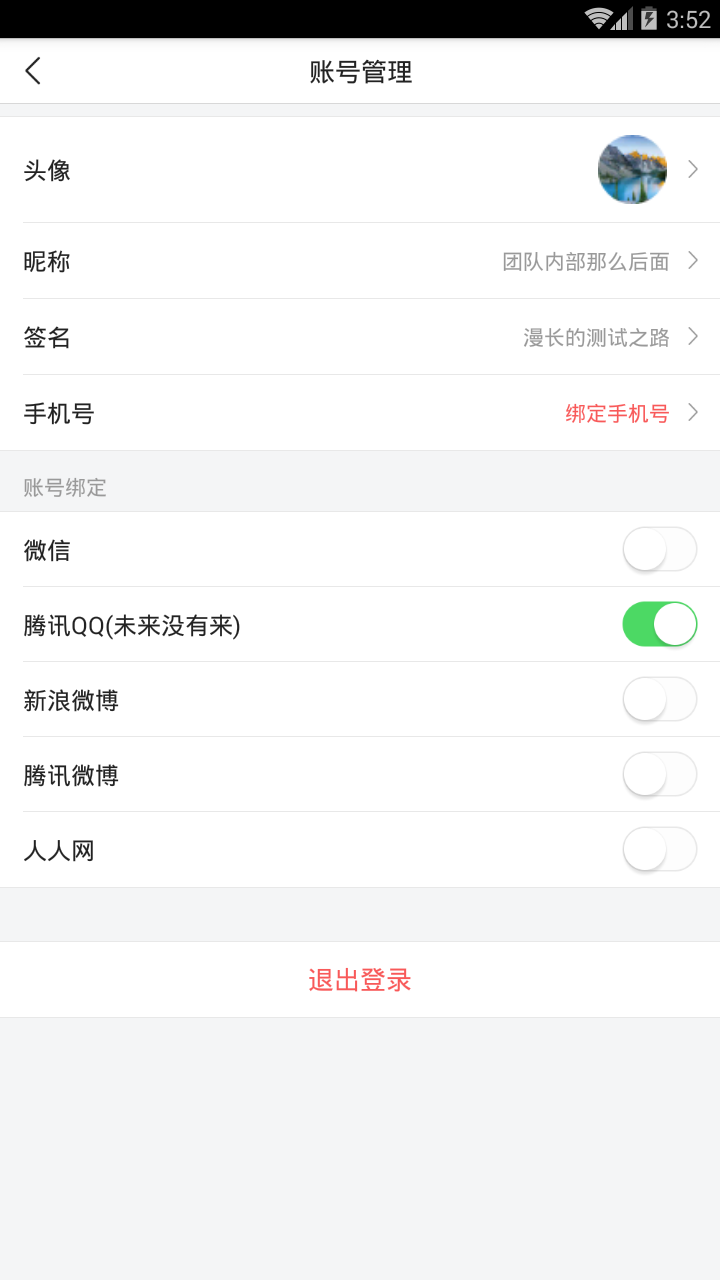 3:52
账号管理
头像
昵称 团队内部那么后面
签名 漫长的测试之路
手机号 绑定手机号
账号绑定
微信
腾讯QQ(未来没有来)
新浪微博
腾讯微博
人人网
退出登录